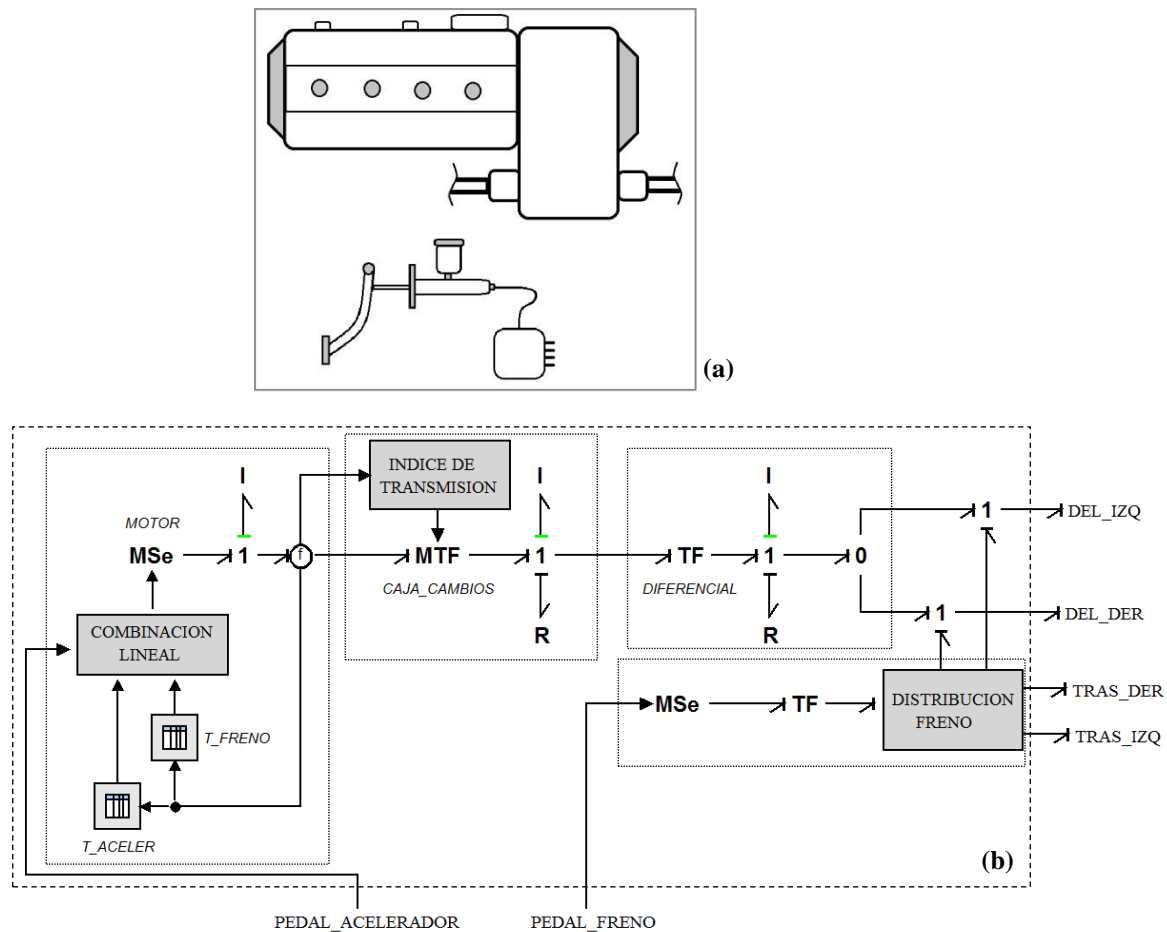 (a)
INDICE DE
TRANSMISION
I
I
I
MOTOR
MSe
1
f
MTF
1
TF
1
0
1
DEL_IZQ
CAJA_CAMBIOS
DIFERENCIAL
COMBINACION
LINEAL
R
R
1
DEL_DER
MSe
TF
DISTRIBUCION
FRENO
TRAS_DER
TRAS_IZQ
T_FRENO
T_ACELER
(b)
PEDAL_ACELERADOR
PEDAL_FRENO